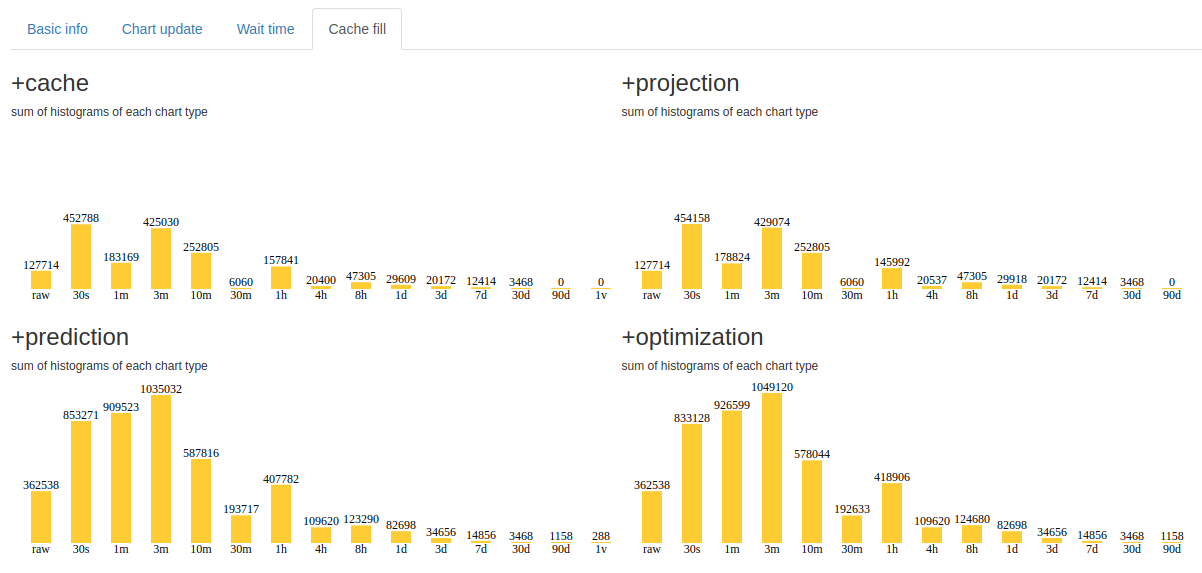 Basic info Chart update Wait time Cache fill
+cache
sum of histograms of each chart type
127714 452788 183169 425030 252805 6060 157841 20400 47305 29609 20172 12414 3468 0 0
raw 30s 1m 3m 10m 30m 1h 4h 8h 1d 3d 7d 30d 90d 1v
+projection
sum of histograms of each chart type
127714 454158 178824 429074 252805 6060 145992 20537 47305 29918 20172 12414 3468 0
raw 30s 1m 3m 10m 30m 1h 4h 8h 1d 3d 7d 30d 90d
+prediction
sum of histograms of each chart type
362538 853271 909523 1035032 587816 193717 407782 109620 123290 82698 34656 14856 3468 1158 288
raw 30s 1m 3m 10m 30m 1h 4h 8h 1d 3d 7d 30d 90d 1v
+optimization
sum of histograms of each chart type
362538 833128 926599 1049120 578044 192633 418906 109620 124680 82698 34656 14856 3468 1158
raw 30s 1m 3m 10m 30m 1h 4h 8h 1d 3d 7d 30d 90d